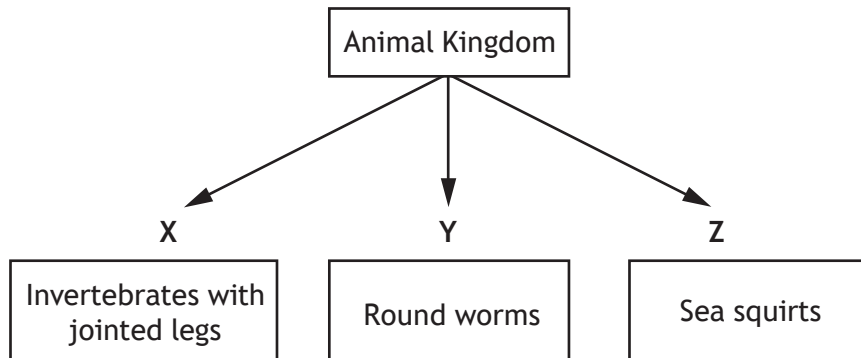 Animal Kingdom
X
Y
Z
Invertebrates with
jointed legs
Round worms
Sea squirts